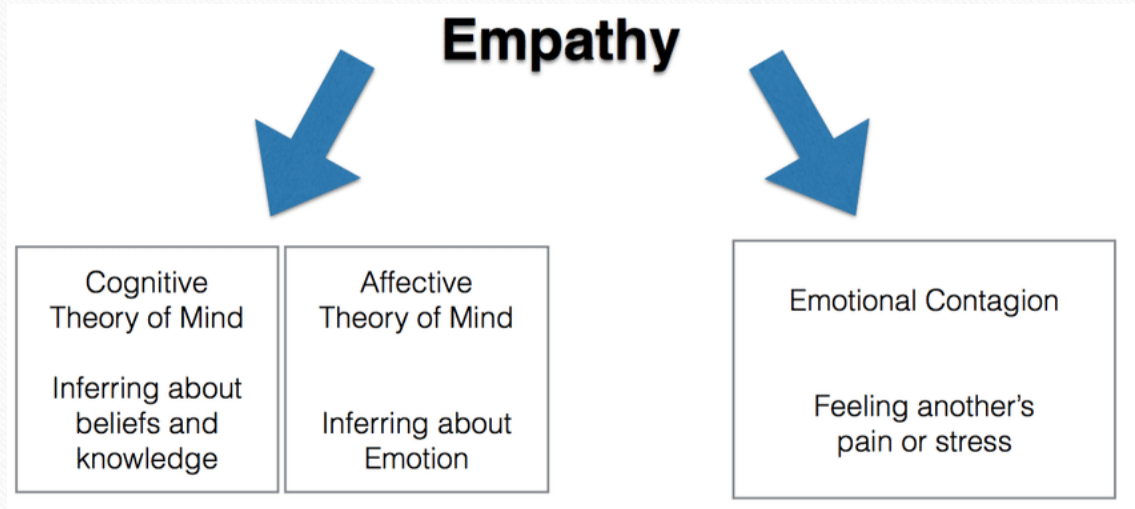 Empathy
Cognitive
Theory of Mind
Inferring about
beliefs and
knowledge
Affective
Theory of Mind
Inferring about
Emotion
Emotional Contagion
Feeling another's
pain or stress